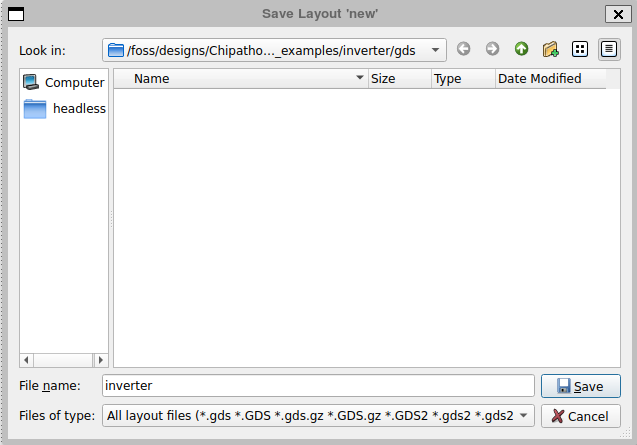 Save Layout 'new'
Look in: /foss/designs/Chipatho..._examples/inverter/gds
Computer
headless
Name Size Type Date Modified
File name: inverter Save
Files of type: All layout files (*.gds *.GDS *.gds.gz *.GDS.gz *.GDS2 *.gds2 *.gds2 Cancel